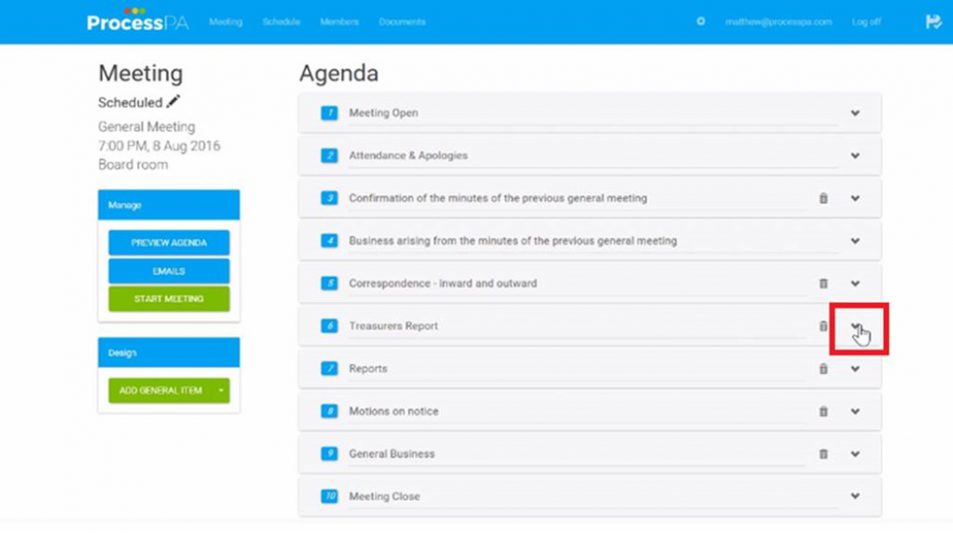 ProcessPA Meeting Schedule Members Documents matthew@processpa.com Log off
Meeting
Scheduled
General Meeting
7:00 PM, 8 Aug 2016
Board room
Manage
PREVIEW AGENDA
EMAILS
START MEETING
Design
ADD GENERAL ITEM
Agenda
1 Meeting Open
2 Attendance & Apologies
3 Confirmation of the minutes of the previous general meeting
4 Business arising from the minutes of the previous general meeting
5 Correspondence - inward and outward
6 Treasurers Report
7 Reports
8 Motions on notice
9 General Business
10 Meeting Close